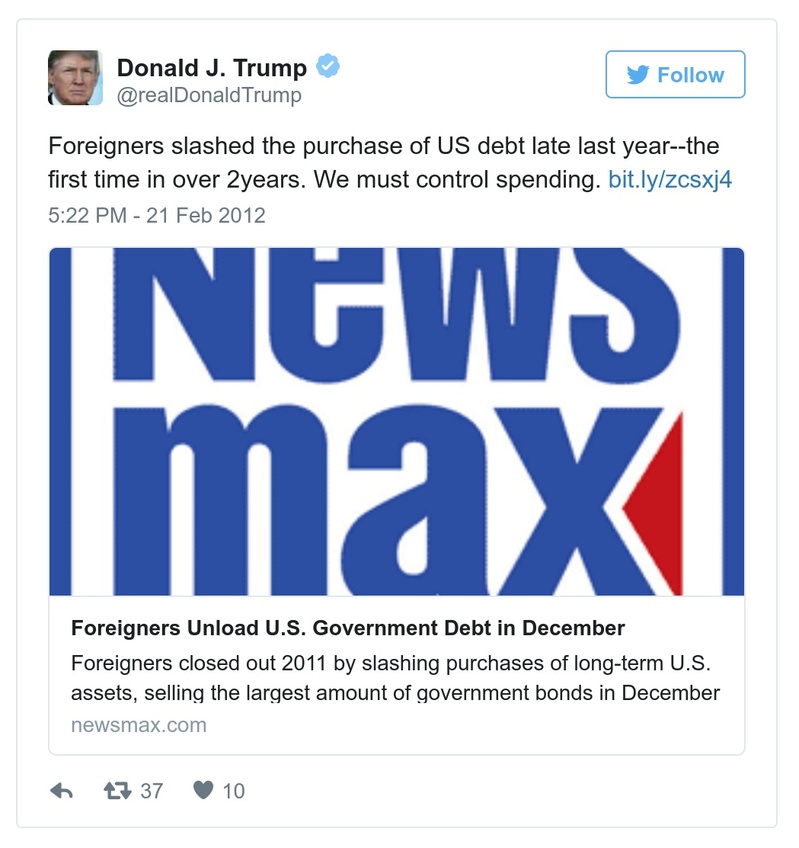 Donald J. Trump
@realDonaldTrump
Follow
Foreigners slashed the purchase of US debt late last year--the
first time in over 2years. We must control spending. bit.ly/zcsxj4
5:22 PM - 21 Feb 2012
News
max
Foreigners Unload U.S. Government Debt in December
Foreigners closed out 2011 by slashing purchases of long-term U.S.
assets, selling the largest amount of government bonds in December
newsmax.com
37 10